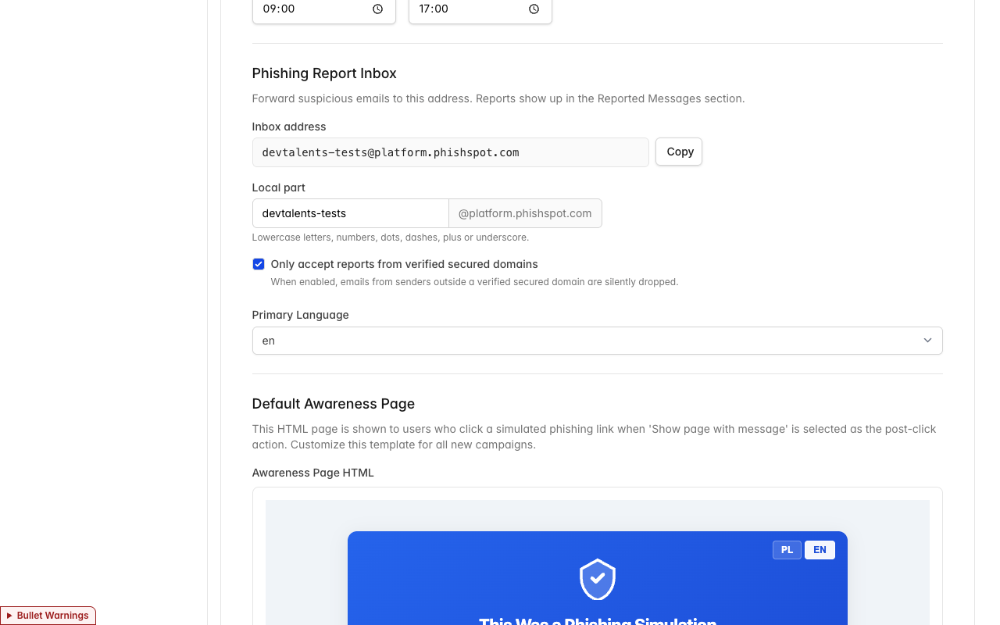 09:00
17:00
Phishing Report Inbox
Forward suspicious emails to this address. Reports show up in the Reported Messages section.
Inbox address
devtalents-tests@platform.phishspot.com
Copy
Local part
devtalents-tests
@platform.phishspot.com
Lowercase letters, numbers, dots, dashes, plus or underscore.
Only accept reports from verified secured domains
When enabled, emails from senders outside a verified secured domain are silently dropped.
Primary Language
en
Default Awareness Page
This HTML page is shown to users who click a simulated phishing link when 'Show page with message' is selected as the post-click
action. Customize this template for all new campaigns.
Awareness Page HTML
PL
EN
This Was a Phishing Simulation
Bullet Warnings